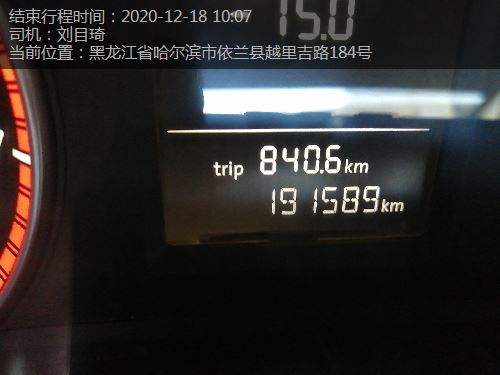 结束行程时间：2020-12-18 10:07
司机：刘目琦
当前位置：黑龙江省哈尔滨市依兰县越里吉路184号
15.0
trip 840.6km
191589km